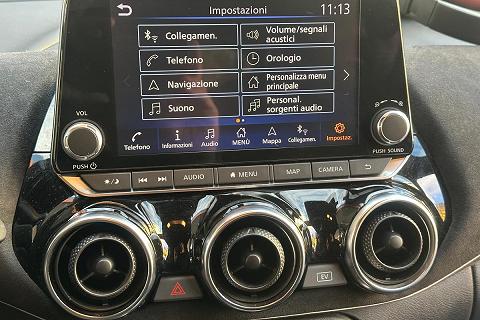 Impostazioni 11:13
Collegamen.
Volume/segnali
acustici
Telefono
Orologio
Navigazione
Personalizza menu
principale
Suono
Personal.
sorgenti audio
VOL
PUSH
PUSH SOUND
Telefono
Informazioni
Audio
MENÙ
Mappa
Collegamen.
Impostaz.
AUDIO
MENU
MAP
CAMERA
EV